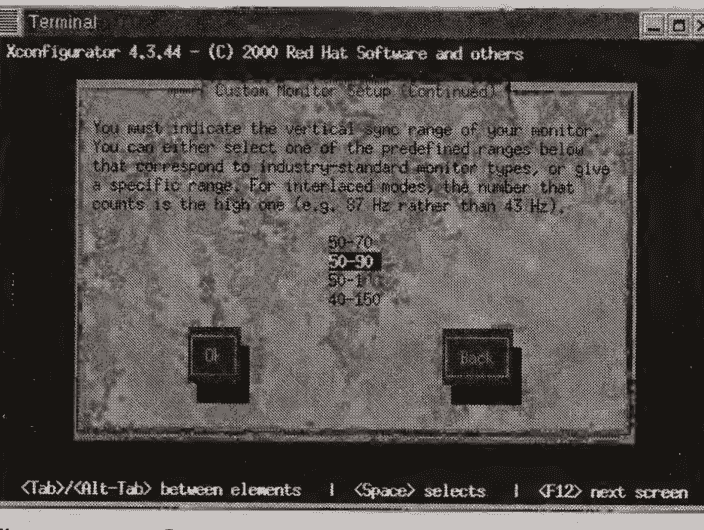 Terminal
Xconfigurator 4.3.44 - (C) 2000 Red Hat Software and others
Custom Monitor Setup (Continued)
You must indicate the vertical sync range of your monitor.
You can either select one of the predefined ranges below
that correspond to industry-standard monitor types, or give
a specific range. For interlaced modes, the number that
counts is the high one (e.g. 87 Hz rather than 43 Hz).
50-70
50-90
40-150
Ok
Back
<Tab>/<Alt-Tab> between elements | <Space> selects | <F12> next screen